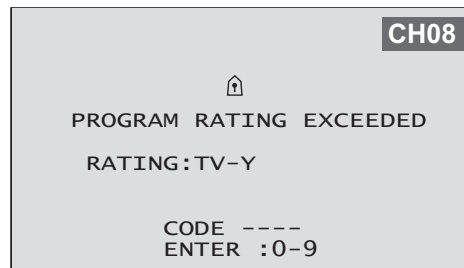 CH08
PROGRAM RATING EXCEEDED
RATING:TV-Y
CODE ----
ENTER :0-9